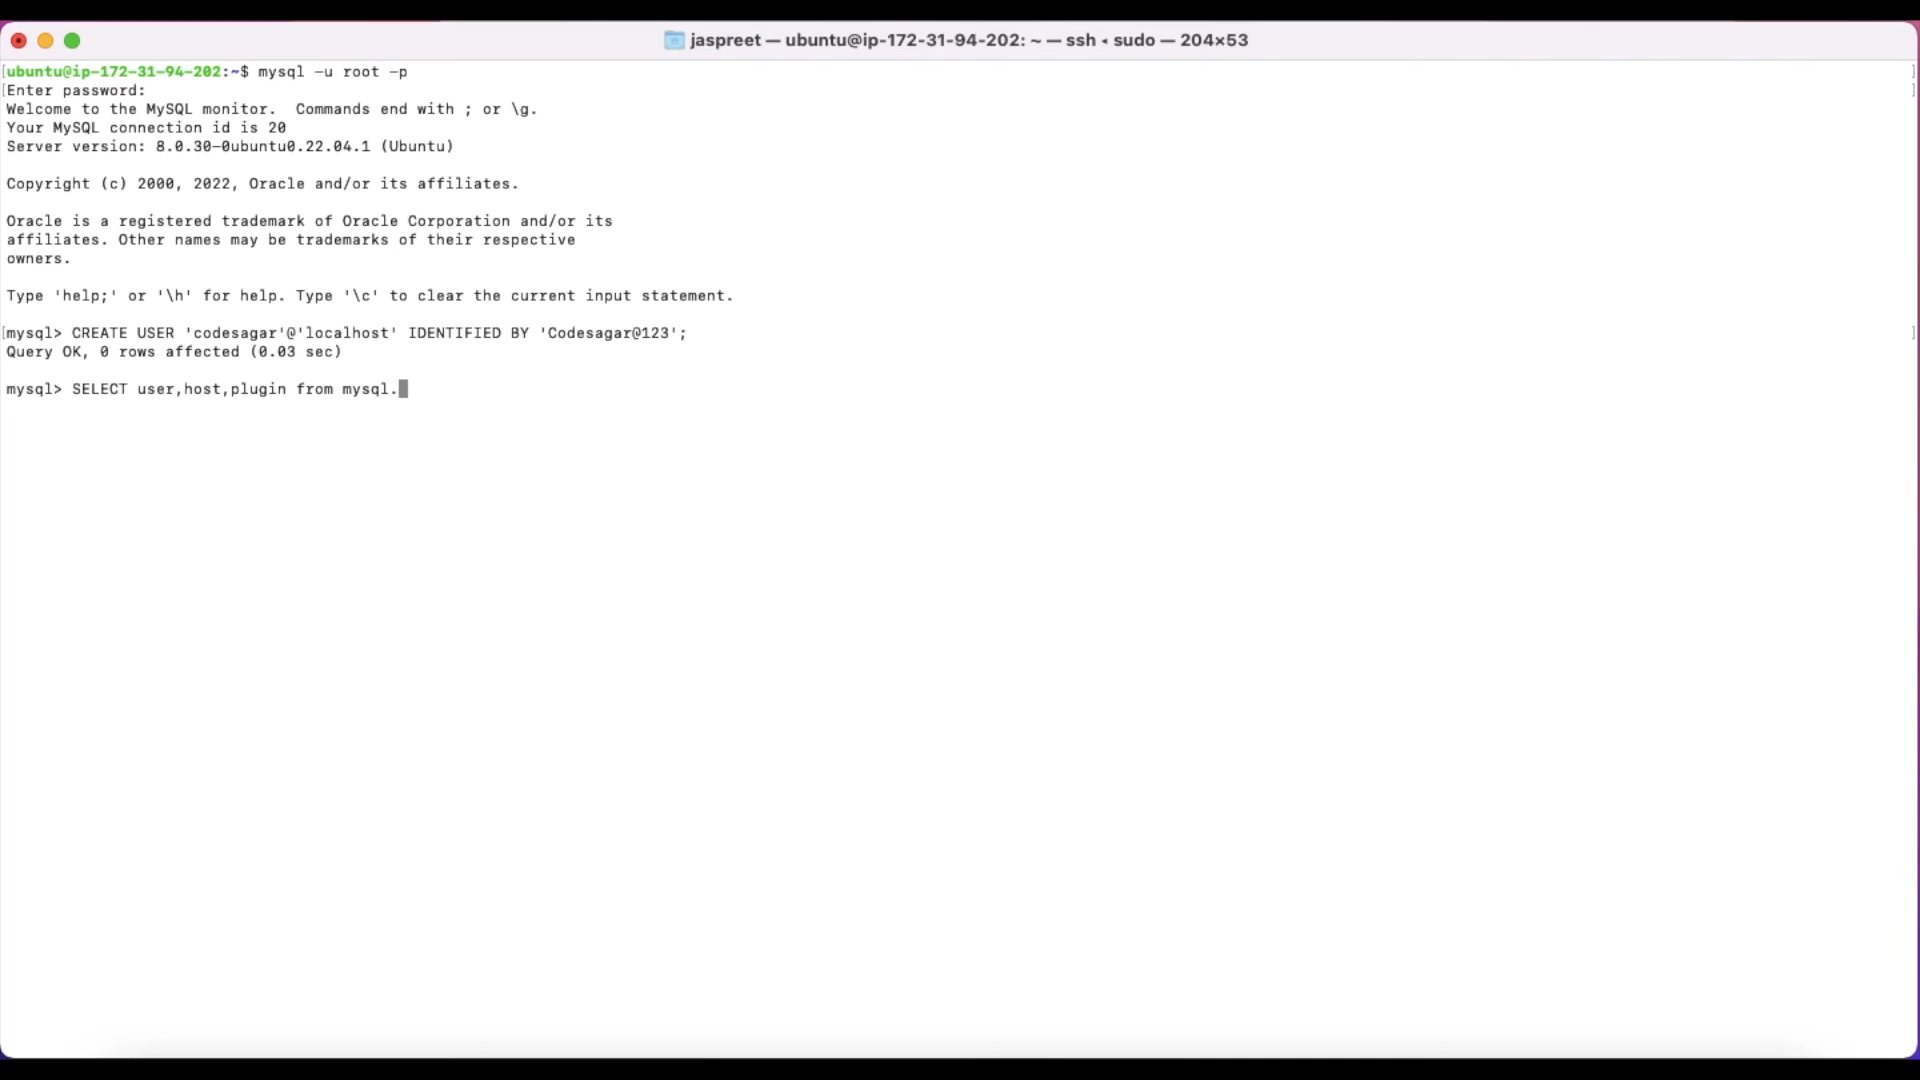 jaspreet — ubuntu@ip-172-31-94-202: ~ — ssh ◂ sudo — 204×53
[ubuntu@ip-172-31-94-202:~$ mysql -u root -p ]
[Enter password: ]
Welcome to the MySQL monitor.  Commands end with ; or \g.
Your MySQL connection id is 20
Server version: 8.0.30-0ubuntu0.22.04.1 (Ubuntu)
Copyright (c) 2000, 2022, Oracle and/or its affiliates.
Oracle is a registered trademark of Oracle Corporation and/or its
affiliates. Other names may be trademarks of their respective
owners.
Type 'help;' or '\h' for help. Type '\c' to clear the current input statement.
[mysql> CREATE USER 'codesagar'@'localhost' IDENTIFIED BY 'Codesagar@123'; ]
Query OK, 0 rows affected (0.03 sec)
mysql> SELECT user,host,plugin from mysql.